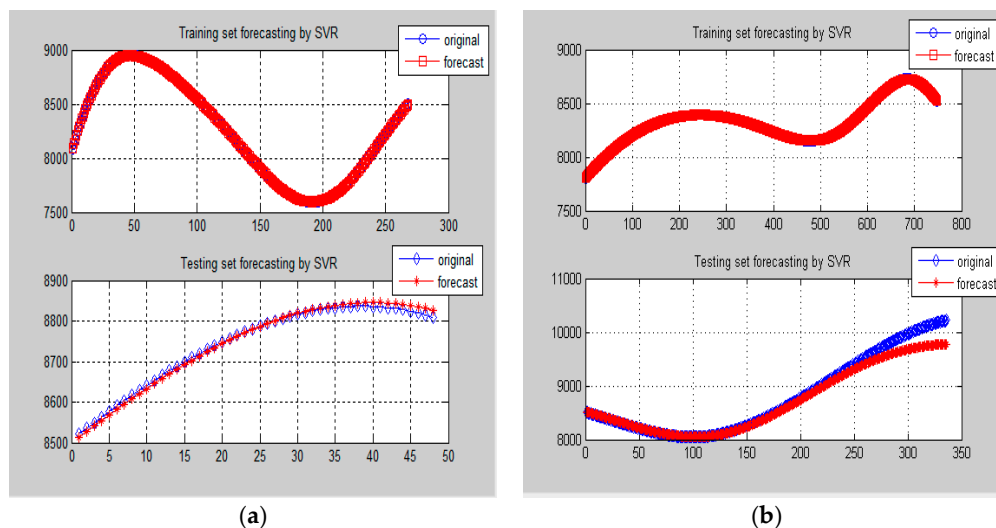 Training set forecasting by SVR
original
forecast
9000
8500
8000
7500
0 50 100 150 200 250 300
Testing set forecasting by SVR
original
forecast
8900
8800
8700
8600
8500
0 5 10 15 20 25 30 35 40 45 50
(a)
Training set forecasting by SVR
original
forecast
9000
8500
8000
7500
0 100 200 300 400 500 600 700 800
Testing set forecasting by SVR
original
forecast
11000
10000
9000
8000
0 50 100 150 200 250 300 350
(b)